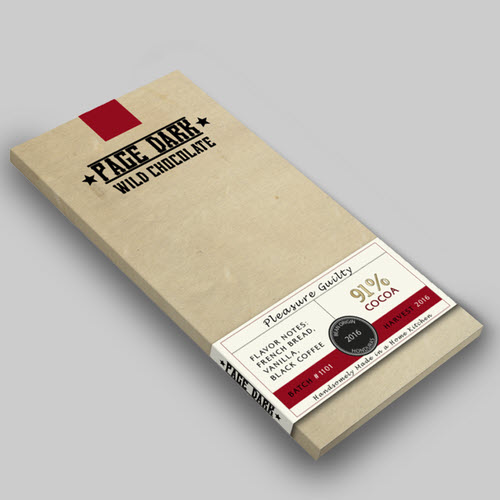 PAGE DARK
WILD CHOCOLATE
Pleasure Guilty
91%
COCOA
FLAVOR NOTES:
FRENCH BREAD,
VANILLA,
BLACK COFFEE
2016
HONDURAS
BATCH #1101
HARVEST 2016
Handsomely Made in a Home Kitchen
PAGE DARK